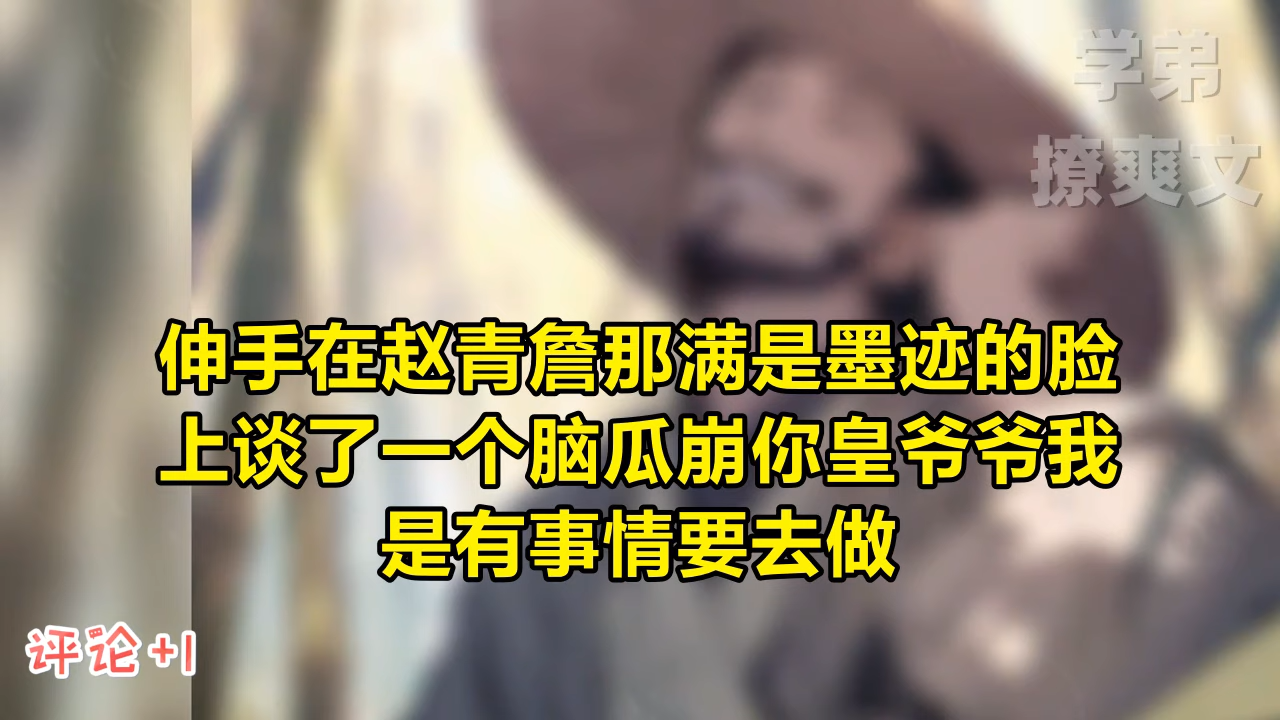 学弟
撩爽文
伸手在赵青詹那满是墨迹的脸
上谈了一个脑瓜崩你皇爷爷我
是有事情要去做
评论+1